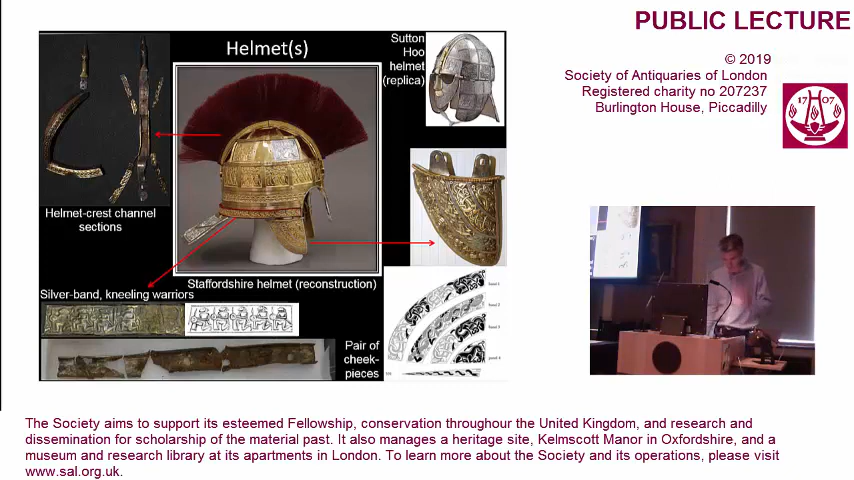 PUBLIC LECTURE
© 2019
Society of Antiquaries of London
Registered charity no 207237
Burlington House, Piccadilly
17 07
Helmet(s)
Sutton
Hoo
helmet
(replica)
Helmet-crest channel
sections
Staffordshire helmet (reconstruction)
Silver-band, kneeling warriors
Pair of
cheek-
pieces
The Society aims to support its esteemed Fellowship, conservation throughour the United Kingdom, and research and
dissemination for scholarship of the material past. It also manages a heritage site, Kelmscott Manor in Oxfordshire, and a
museum and research library at its apartments in London. To learn more about the Society and its operations, please visit
www.sal.org.uk.